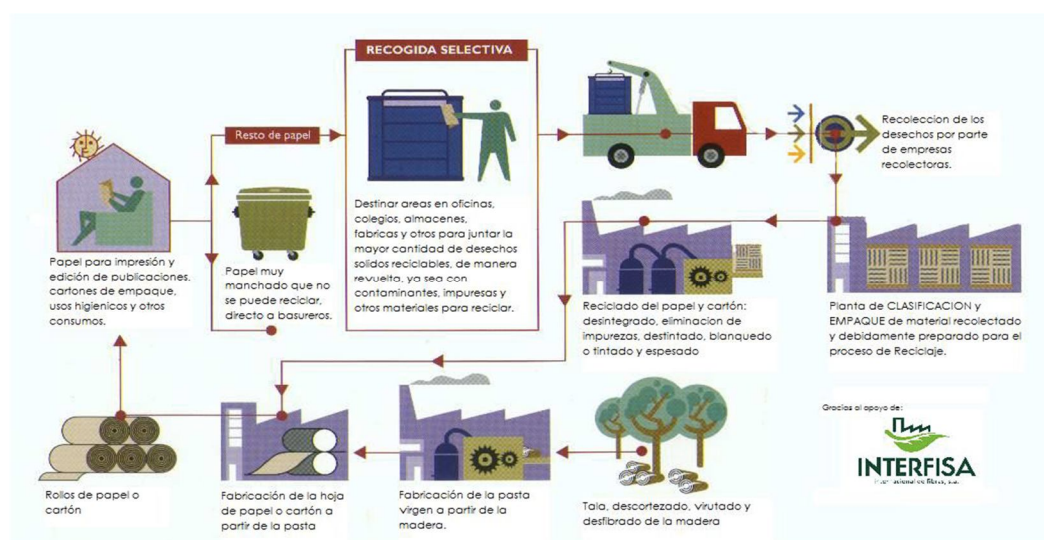 RECOGIDA SELECTIVA
Resto de papel
Recoleccion de los
desechos por parte
de empresas
recolectoras.
Papel para impresión y
edición de publicaciones,
cartones de empaque,
usos higienicos y otros
consumos.
Papel muy
manchado que no
se puede reciclar,
directo a basureros.
Destinar areas en oficinas,
colegios, almacenes,
fabricas y otros para juntar la
mayor cantidad de desechos
solidos reciclables, de manera
revuelta, ya sea con
contaminantes, impuresas y
otros materiales para reciclar.
Reciclado del papel y cartón:
desintegrado, eliminacion de
impurezas, destintado, blanquedo
o tintado y espesado
Planta de CLASIFICACION y
EMPAQUE de material recolectado
y debidamente preparado para el
proceso de Reciclaje.
Rollos de papel o
cartón
Fabricación de la hoja
de papel o cartón a
partir de la pasta
Fabricación de la pasta
virgen a partir de la
madera.
Tala, descortezado, virutado y
desfibrado de la madera
Gracias al apoyo de:
INTERFISA
Internacional de fibras, s.a.